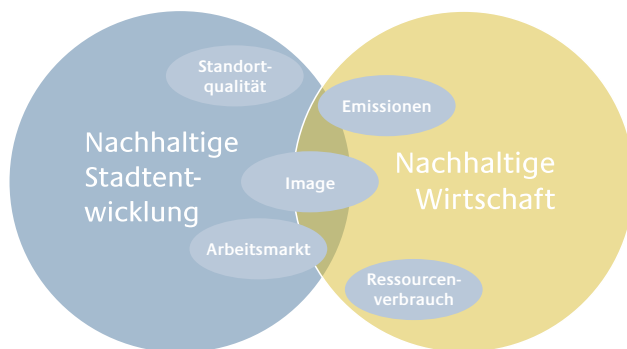 Standort-
qualität
Emissionen
Nachhaltige
Stadtent-
wicklung
Image
Nachhaltige
Wirtschaft
Arbeitsmarkt
Ressourcen-
verbrauch